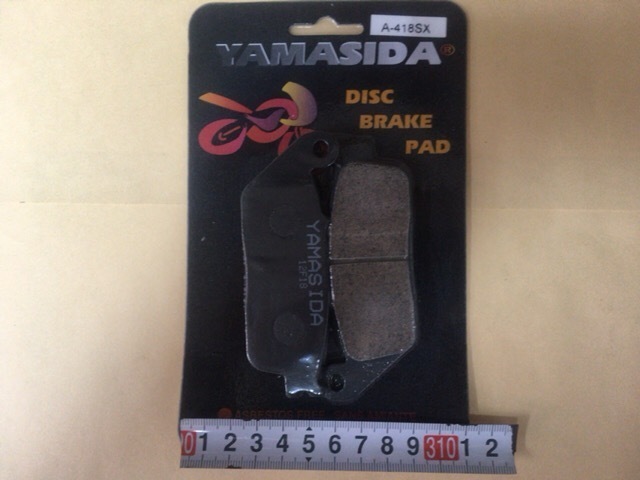 A-418SX
YAMASIDA®
DISC
BRAKE
PAD
YAMASIDA
12F18
0 1 2 3 4 5 6 7 8 9 310 1 2